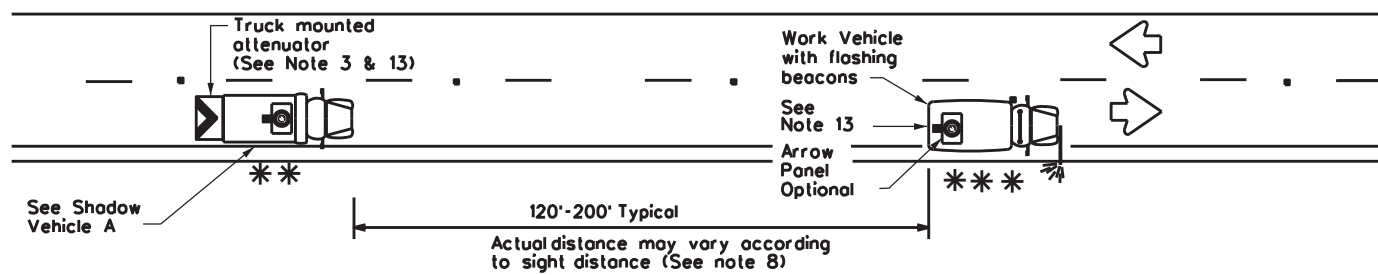 Truck mounted
attenuator
(See Note 3 & 13)
Work Vehicle
with flashing
beacons
See
Note 13
Arrow
Panel
Optional
See Shadow
Vehicle A
120'-200' Typical
Actual distance may vary according
to sight distance (See note 8)